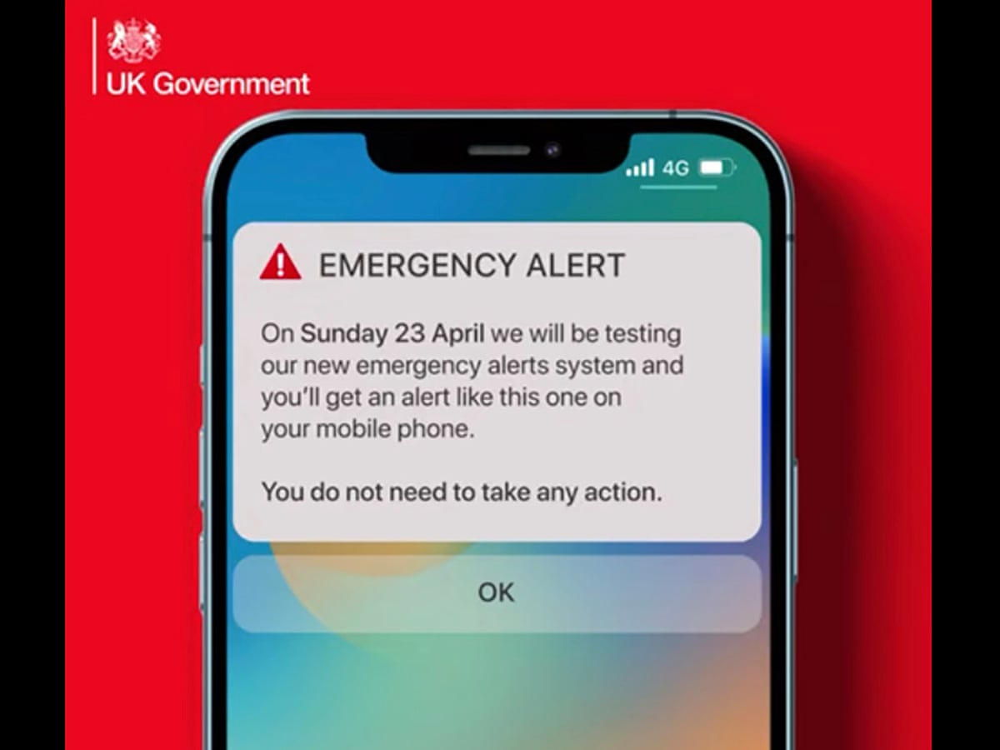 UK Government
4G
EMERGENCY ALERT
On Sunday 23 April we will be testing
our new emergency alerts system and
you'll get an alert like this one on
your mobile phone.
You do not need to take any action.
OK